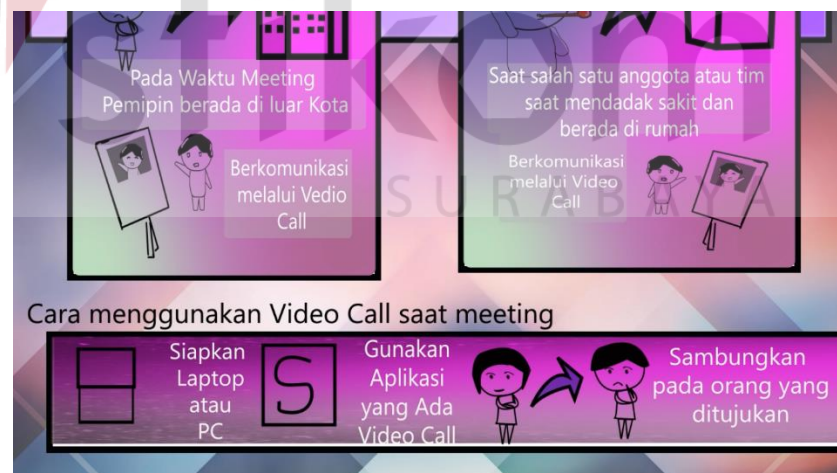 stikom
SURABAYA
Pada Waktu Meeting
Pemipin berada di luar Kota
Berkomunikasi
melalui Vedio
Call
Saat salah satu anggota atau tim
saat mendadak sakit dan
berada di rumah
Berkomunikasi
melalui Video
Call
Cara menggunakan Video Call saat meeting
Siapkan
Laptop
atau
PC
S
Gunakan
Aplikasi
yang Ada
Video Call
Sambungkan
pada orang yang
ditujukan